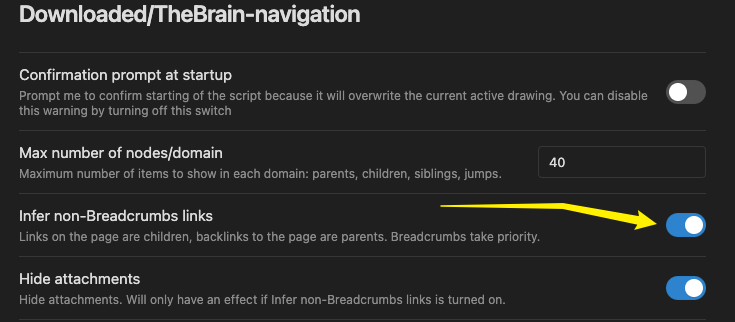 Downloaded/TheBrain-navigation
Confirmation prompt at startup
Prompt me to confirm starting of the script because it will overwrite the current active drawing. You can disable
this warning by turning off this switch
Max number of nodes/domain
40
Maximum number of items to show in each domain: parents, children, siblings, jumps.
Infer non-Breadcrumbs links
Links on the page are children, backlinks to the page are parents. Breadcrumbs take priority.
Hide attachments
Hide attachments. Will only have an effect if Infer non-Breadcrumbs links is turned on.